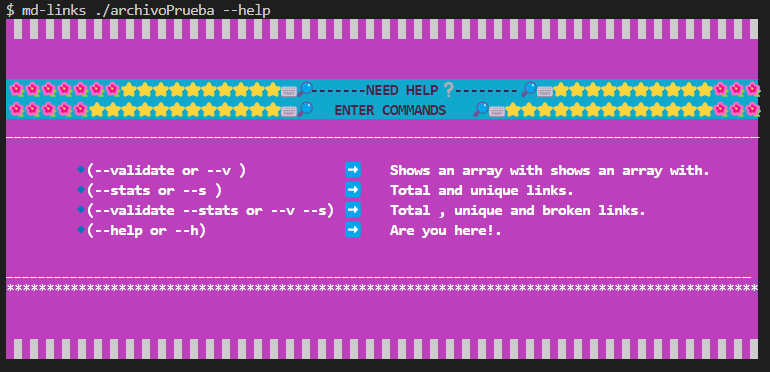 $ md-links ./archivoPrueba --help
-------NEED HELP❔--------
ENTER COMMANDS
🔹(--validate or --v ) ➡ Shows an array with shows an array with.
🔹(--stats or --s ) ➡ Total and unique links.
🔹(--validate --stats or --v --s) ➡ Total , unique and broken links.
🔹(--help or --h) ➡ Are you here!.